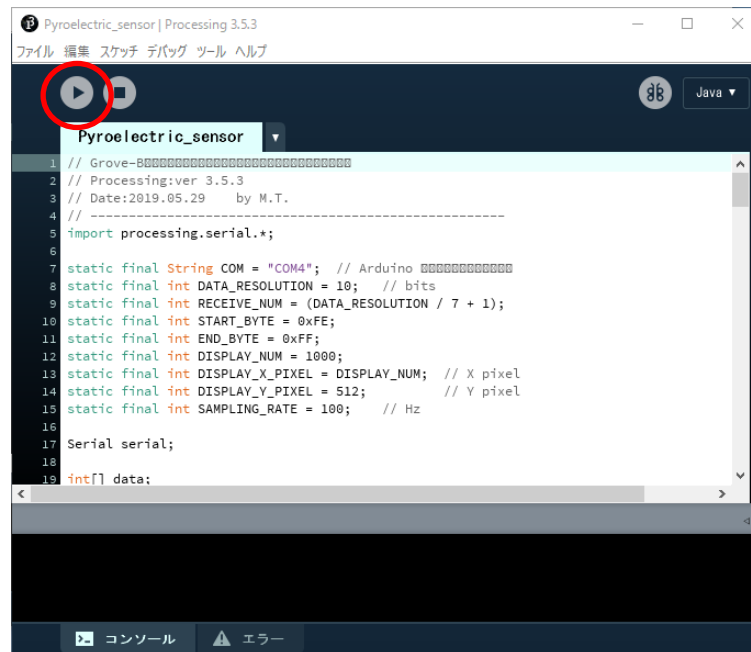 Pyroelectric_sensor | Processing 3.5.3
ファイル 編集 スケッチ デバッグ ツール ヘルプ
Java ▼
Pyroelectric_sensor ▼
1 // Grove-B
2 // Processing:ver 3.5.3
3 // Date:2019.05.29 by M.T.
4 // ------------------------------------------------------
5 import processing.serial.*;
6
7 static final String COM = "COM4"; // Arduino
8 static final int DATA_RESOLUTION = 10; // bits
9 static final int RECEIVE_NUM = (DATA_RESOLUTION / 7 + 1);
10 static final int START_BYTE = 0xFE;
11 static final int END_BYTE = 0xFF;
12 static final int DISPLAY_NUM = 1000;
13 static final int DISPLAY_X_PIXEL = DISPLAY_NUM; // X pixel
14 static final int DISPLAY_Y_PIXEL = 512; // Y pixel
15 static final int SAMPLING_RATE = 100; // Hz
16
17 Serial serial;
18
19 int[] data;
コンソール エラー